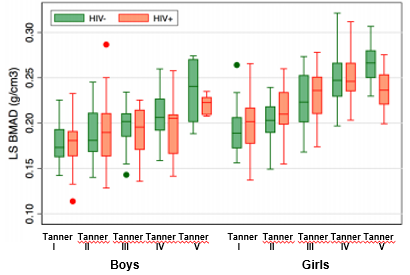 HIV- HIV+
LS BMAD (g/cm3)
0.30
0.25
0.20
0.15
0.10
Tanner Tanner Tanner Tanner Tanner Tanner Tanner Tanner Tanner Tanner
I II III IV V I II III IV V
Boys Girls